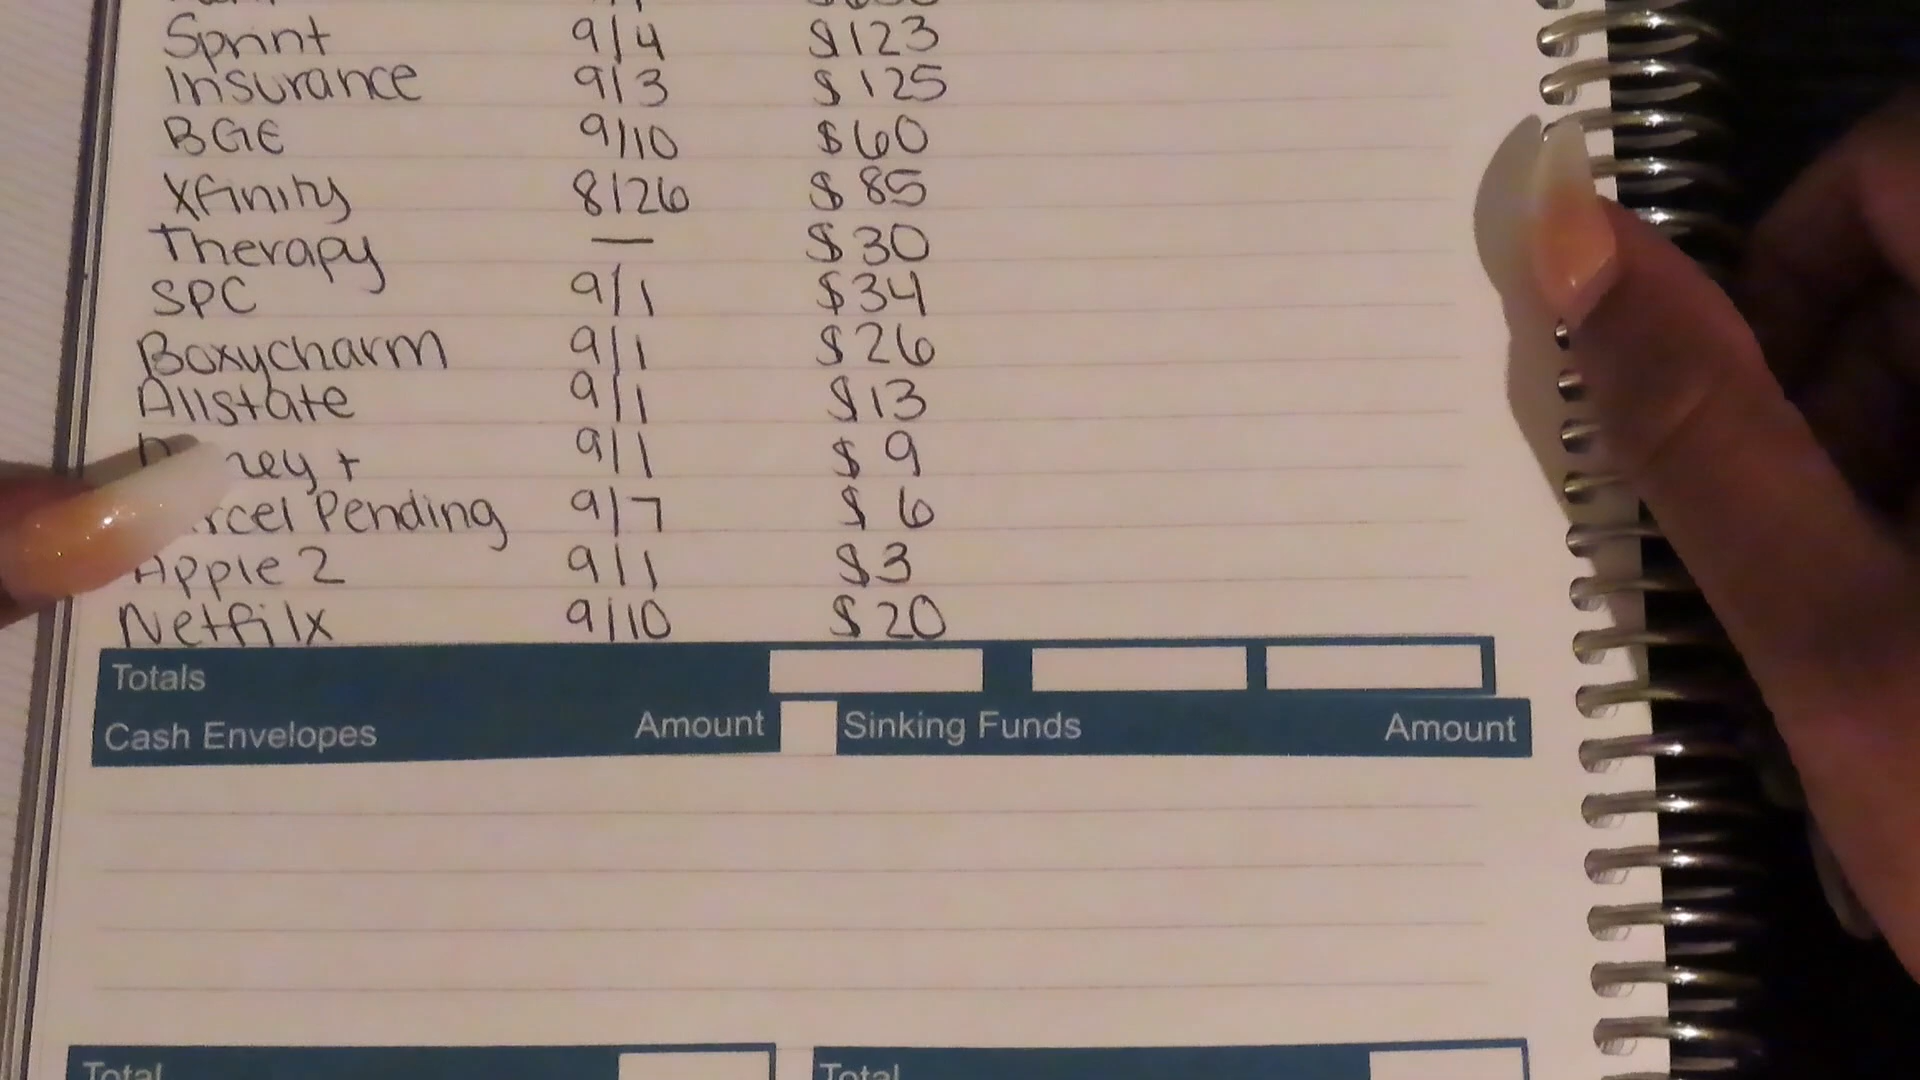 Sprint 9/4 $123
Insurance 9/3 $125
BGE 9/10 $60
Xfinity 8/26 $85
Therapy — $30
SPC 9/1 $34
Boxycharm 9/1 $26
Allstate 9/1 $13
ney + 9/1 $9
rcel Pending 9/7 $6
Apple 2 9/1 $3
Netfilx 9/10 $20
Totals
Cash Envelopes Amount Sinking Funds Amount
Total Total